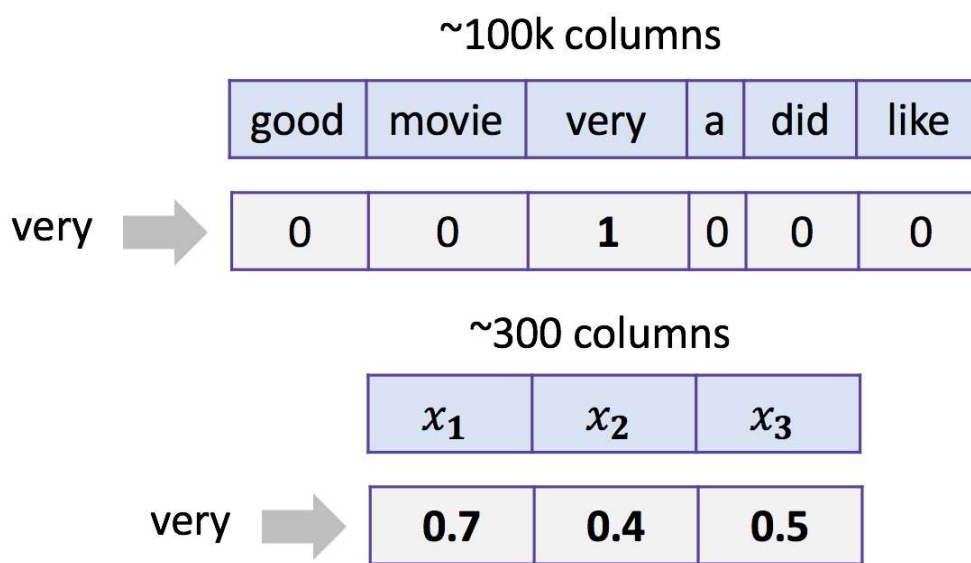 ~100k columns
good movie very a did like
very 0 0 1 0 0 0
~300 columns
x₁ x₂ x₃
very 0.7 0.4 0.5